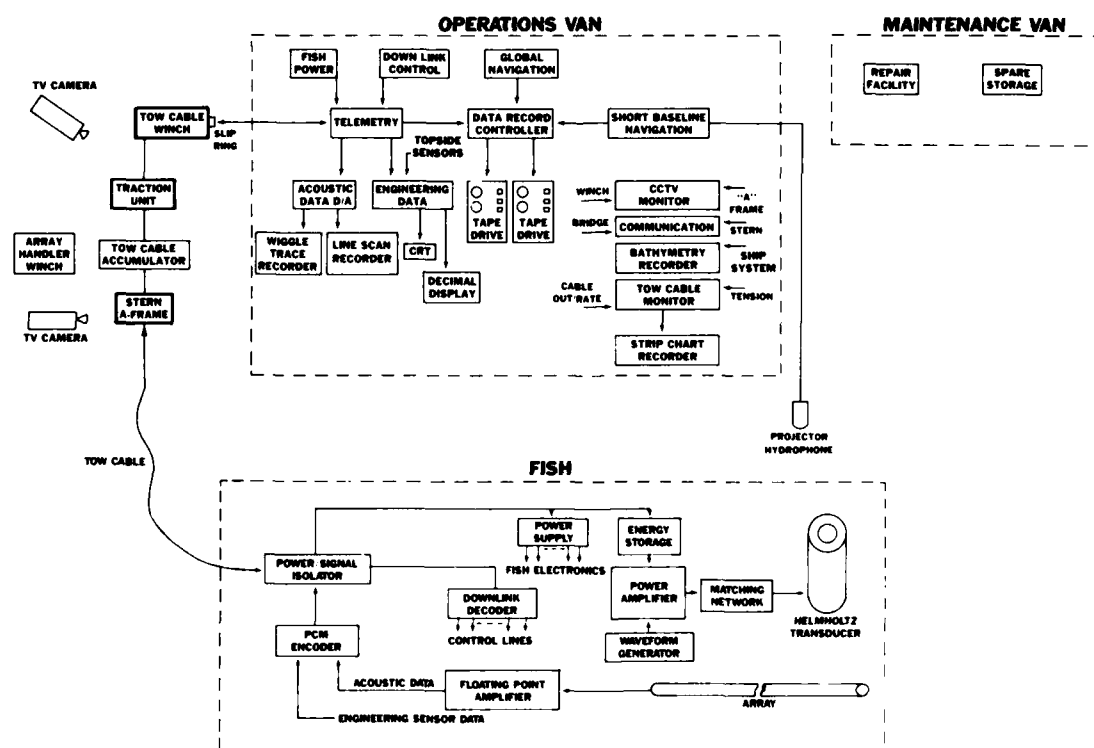 OPERATIONS VAN
MAINTENANCE VAN
FISH
POWER
DOWN LINK
CONTROL
GLOBAL
NAVIGATION
REPAIR
FACILITY
SPARE
STORAGE
TV CAMERA
TOW CABLE
WINCH
SLIP
RING
TELEMETRY
DATA RECORD
CONTROLLER
SHORT BASELINE
NAVIGATION
TOPSIDE
SENSORS
TRACTION
UNIT
ACOUSTIC
DATA D/A
ENGINEERING
DATA
TAPE
DRIVE
TAPE
DRIVE
WINCH
CCTV
MONITOR
"A"
FRAME
BRIDGE
COMMUNICATION
STERN
ARRAY
HANDLER
WINCH
TOW CABLE
ACCUMULATOR
WIGGLE
TRACE
RECORDER
LINE SCAN
RECORDER
CRT
DECIMAL
DISPLAY
BATHYMETRY
RECORDER
SHIP
SYSTEM
CABLE
OUT/RATE
TOW CABLE
MONITOR
TENSION
STERN
A-FRAME
TV CAMERA
STRIP CHART
RECORDER
PROJECTOR
HYDROPHONE
TOW CABLE
FISH
POWER
SUPPLY
ENERGY
STORAGE
FISH ELECTRONICS
POWER/SIGNAL
ISOLATOR
POWER
AMPLIFIER
MATCHING
NETWORK
DOWNLINK
DECODER
HELMHOLTZ
TRANSDUCER
PCM
ENCODER
CONTROL LINES
WAVEFORM
GENERATOR
ACOUSTIC DATA
FLOATING POINT
AMPLIFIER
ARRAY
ENGINEERING SENSOR DATA